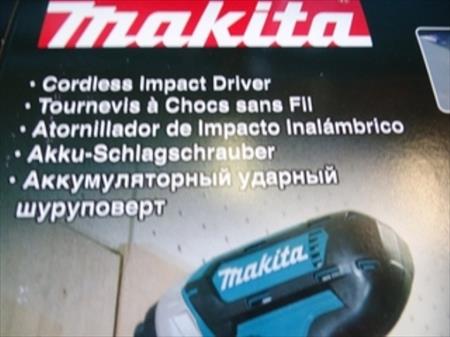 makita
• Cordless Impact Driver
• Tournevis à Chocs sans Fil
• Atornillador de Impacto Inalámbrico
• Akku-Schlagschrauber
• Аккумуляторный ударный
шуруповерт
makita